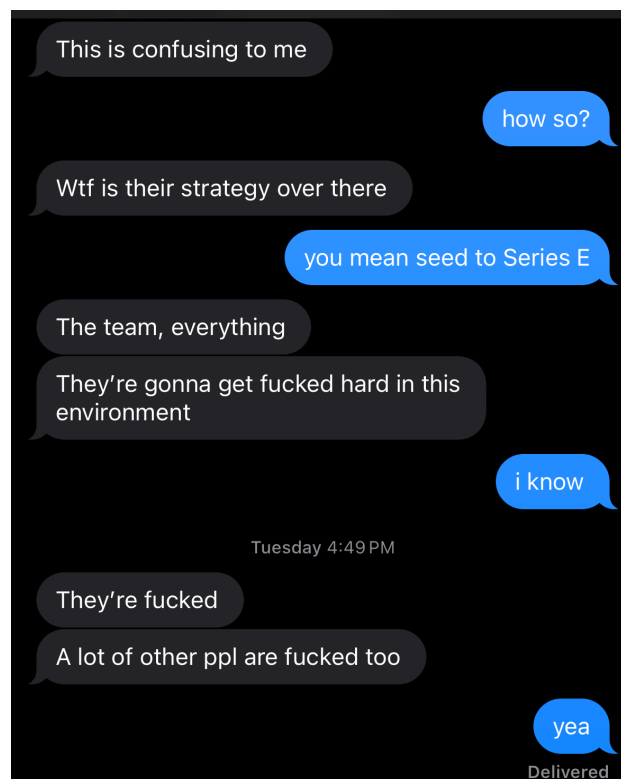 This is confusing to me
how so?
Wtf is their strategy over there
you mean seed to Series E
The team, everything
They’re gonna get fucked hard in this
environment
i know
Tuesday 4:49 PM
They’re fucked
A lot of other ppl are fucked too
yea
Delivered